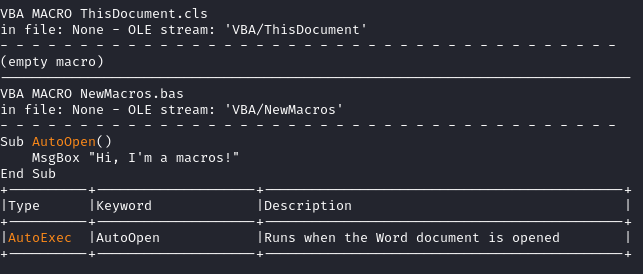 VBA MACRO ThisDocument.cls
in file: None - OLE stream: 'VBA/ThisDocument'
- - - - - - - - - - - - - - - - - - - - - - - - - - - - - - - - - - - - - - -
(empty macro)
-------------------------------------------------------------------------------
VBA MACRO NewMacros.bas
in file: None - OLE stream: 'VBA/NewMacros'
- - - - - - - - - - - - - - - - - - - - - - - - - - - - - - - - - - - - - - -
Sub AutoOpen()
    MsgBox "Hi, I'm a macros!"
End Sub
+----------+--------------------+---------------------------------------------+
|Type      |Keyword             |Description                                  |
+----------+--------------------+---------------------------------------------+
|AutoExec  |AutoOpen            |Runs when the Word document is opened        |
+----------+--------------------+---------------------------------------------+